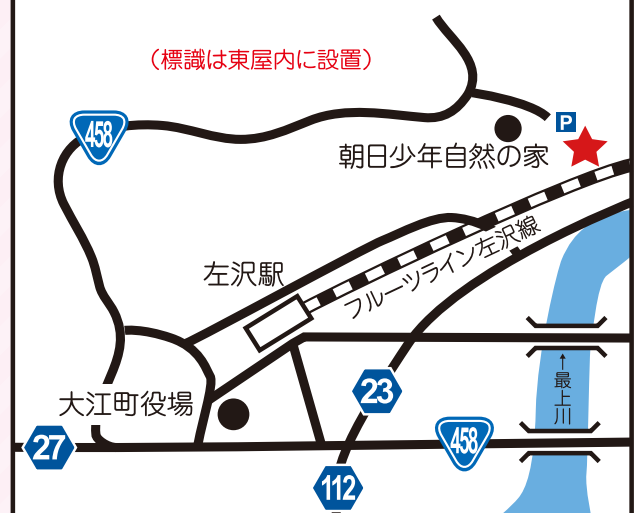 （標識は東屋内に設置）
458
P
朝日少年自然の家
フルーツライン左沢線
左沢駅
23
↑最上川
大江町役場
27
458
112